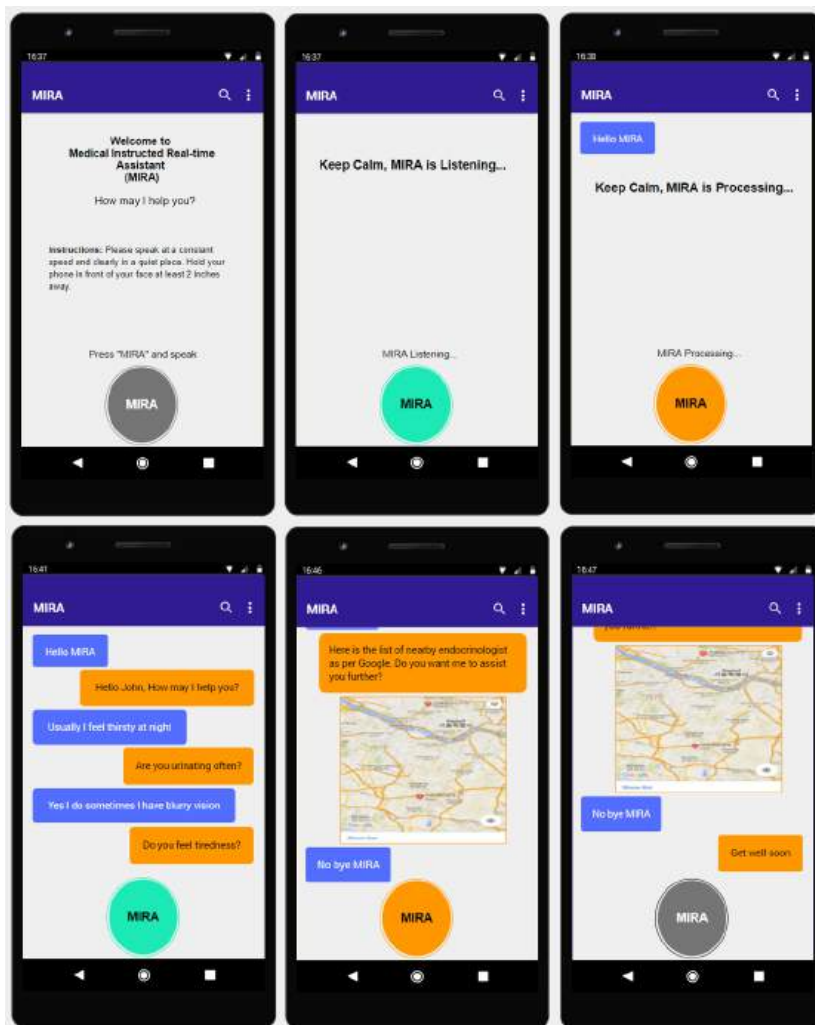 16:37
MIRA
Welcome to
Medical Instructed Real-time
Assistant
(MIRA)
How may I help you?
Instructions: Please speak at a constant
speed and clearly in a quiet place. Hold your
phone in front of your face at least 2 inches
away.
Press "MIRA" and speak
MIRA
16:37
MIRA
Keep Calm, MIRA is Listening...
MIRA Listening...
MIRA
16:38
MIRA
Hello MIRA
Keep Calm, MIRA is Processing...
MIRA Processing...
MIRA
16:41
MIRA
Hello MIRA
Hello John, How may I help you?
Usually I feel thirsty at night
Are you urinating often?
Yes I do sometimes I have blurry vision
Do you feel tiredness?
MIRA
16:46
MIRA
Here is the list of nearby endocrinologist
as per Google. Do you want me to assist
you further?
No bye MIRA
MIRA
16:47
MIRA
you further?
No bye MIRA
Get well soon
MIRA